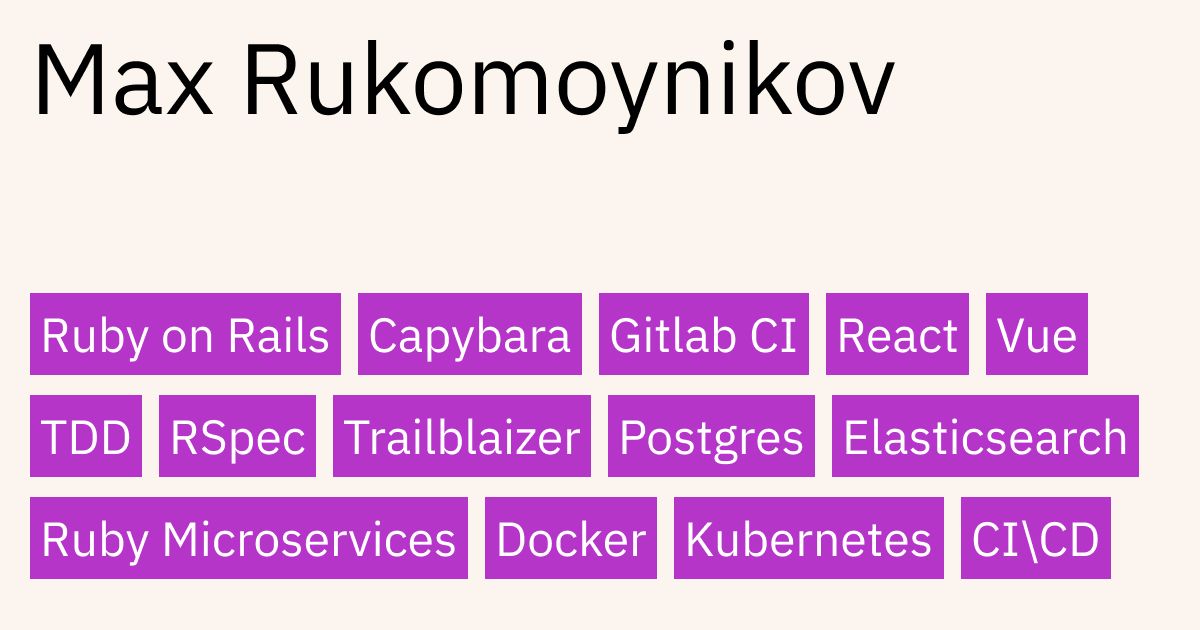 Max Rukomoynikov
Ruby on Rails Capybara Gitlab CI React Vue
TDD RSpec Trailblaizer Postgres Elasticsearch
Ruby Microservices Docker Kubernetes CI\CD